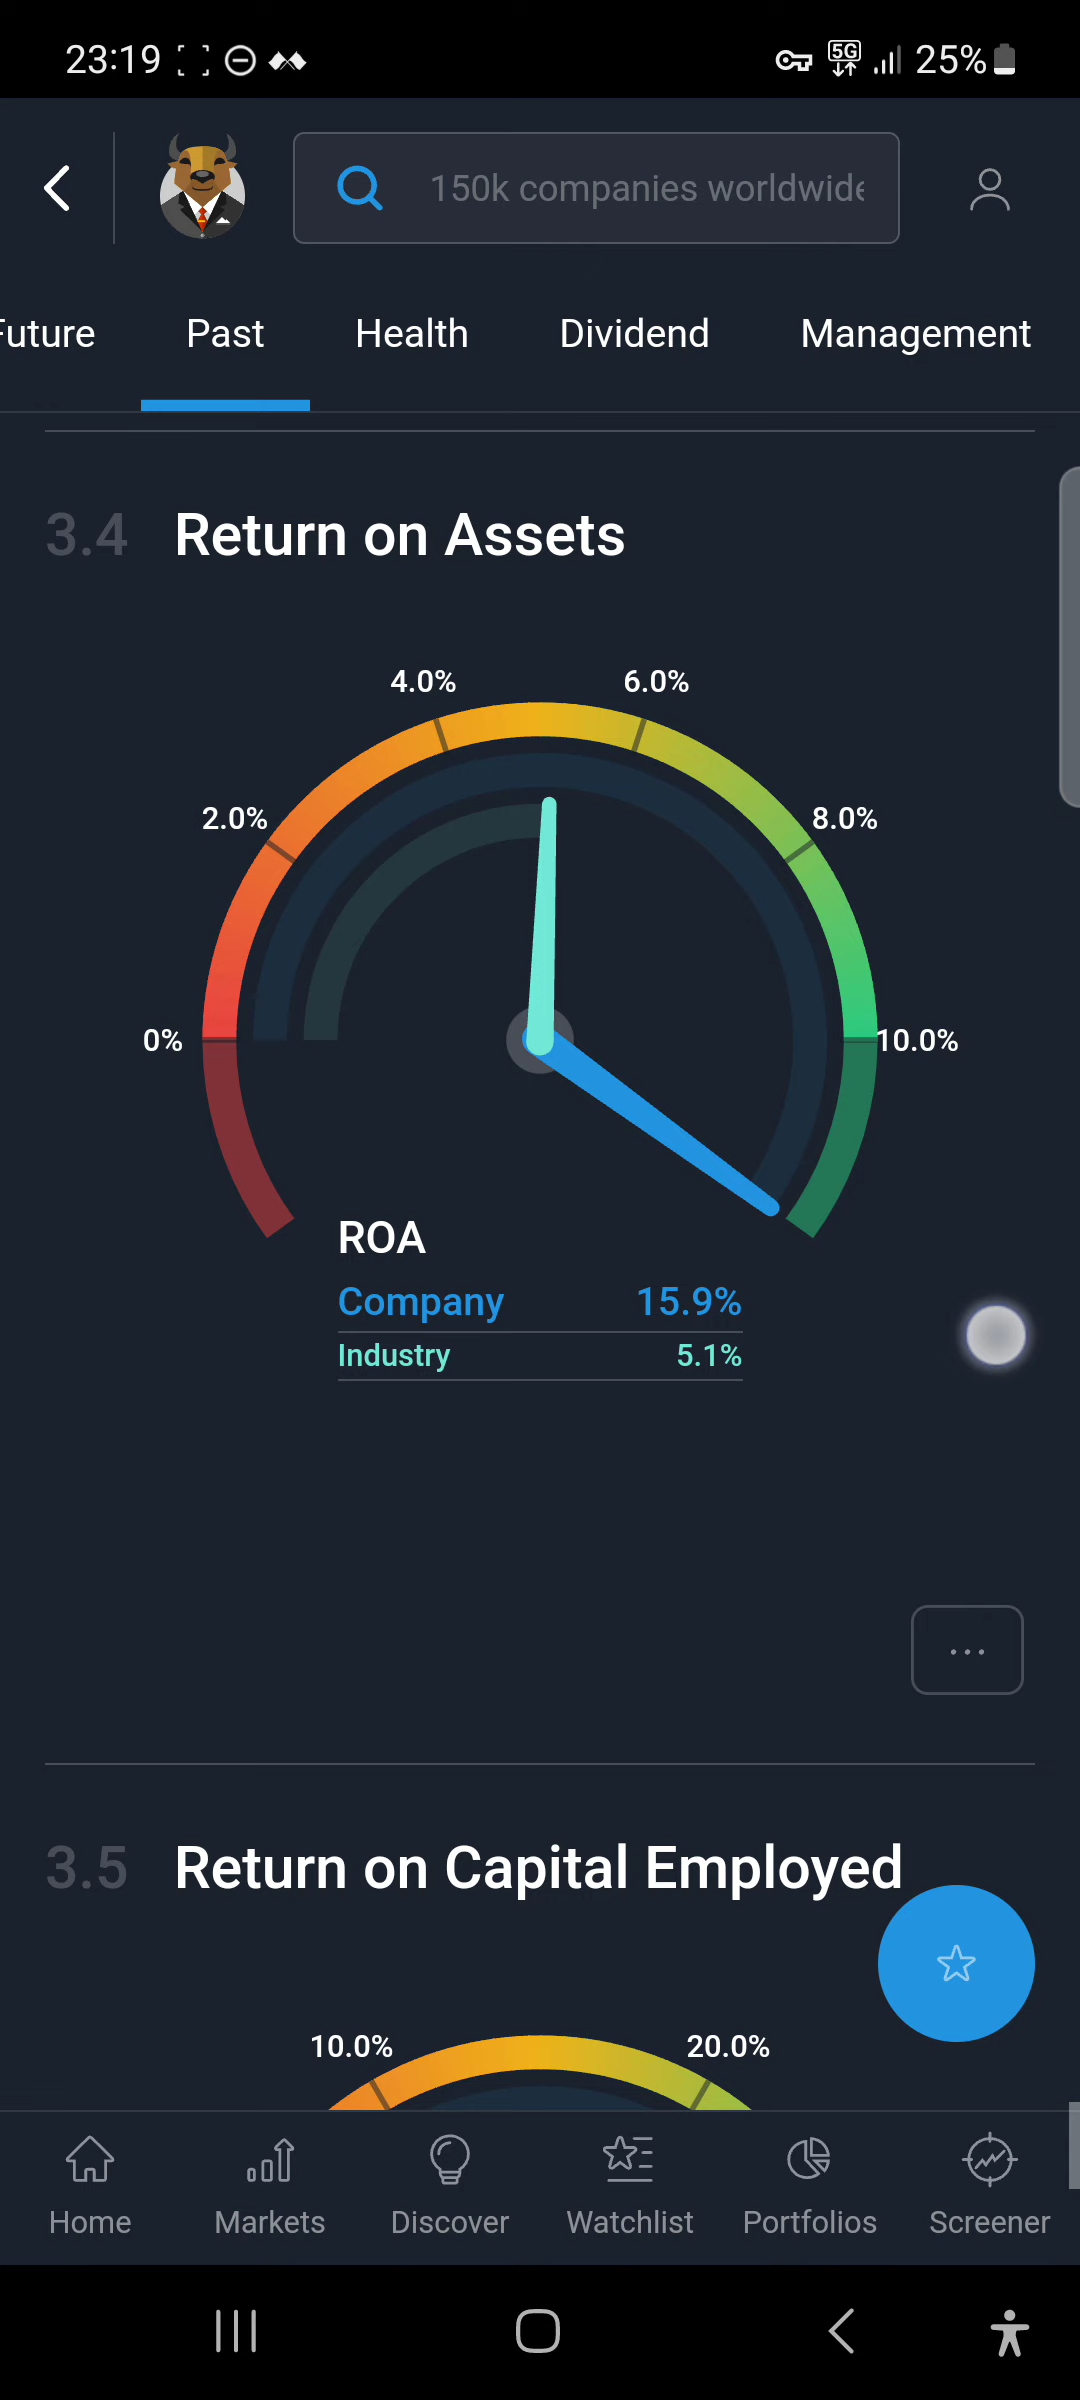 23:19 5G 25%
150k companies worldwide
Future Past Health Dividend Management
3.4 Return on Assets
4.0% 6.0%
2.0% 8.0%
0% 10.0%
ROA
Company 15.9%
Industry 5.1%
3.5 Return on Capital Employed
10.0% 20.0%
Home Markets Discover Watchlist Portfolios Screener